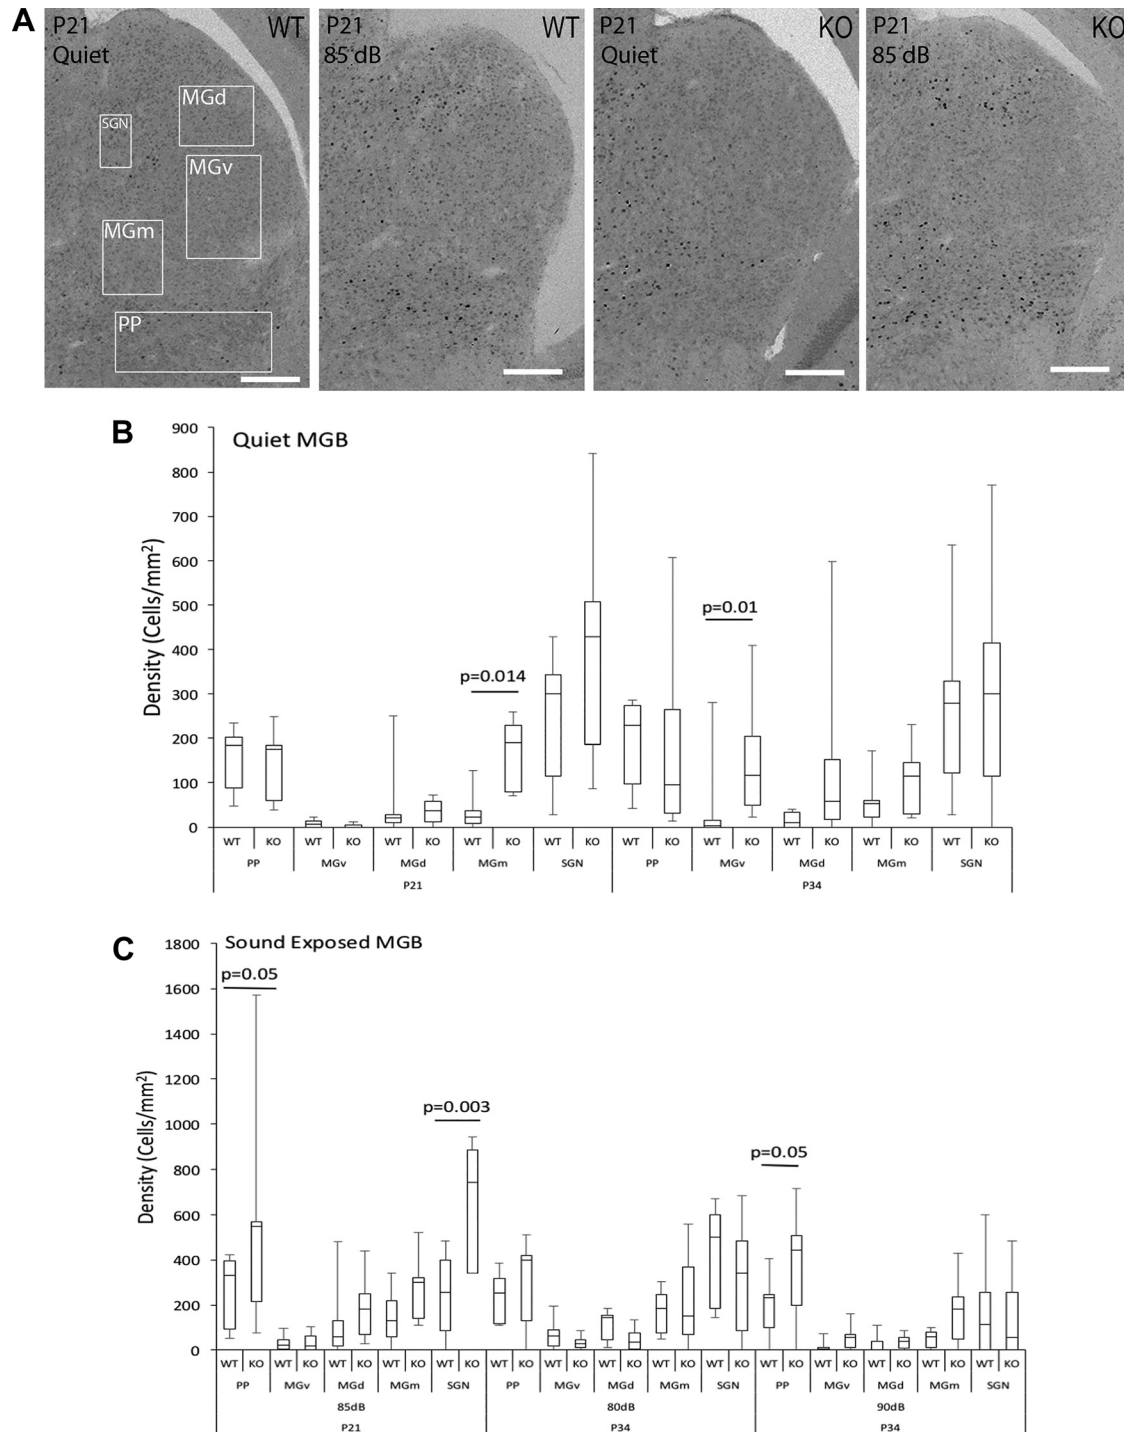 A
P21 Quiet WT
P21 85 dB WT
P21 Quiet KO
P21 85 dB KO
SGN
MGd
MGv
MGm
PP
B
Quiet MGB
Density (Cells/mm²)
900
800
700
600
500
400
300
200
100
0
p=0.014
p=0.01
WT KO WT KO WT KO WT KO WT KO WT KO WT KO WT KO WT KO WT KO
PP MGv MGd MGm SGN PP MGv MGd MGm SGN
P21 P34
C
Sound Exposed MGB
Density (Cells/mm²)
1800
1600
1400
1200
1000
800
600
400
200
0
p=0.05
p=0.003
p=0.05
WT KO WT KO WT KO WT KO WT KO WT KO WT KO WT KO WT KO WT KO WT KO WT KO WT KO WT KO WT KO
PP MGv MGd MGm SGN PP MGv MGd MGm SGN PP MGv MGd MGm SGN
85dB 80dB 90dB
P21 P34 P34